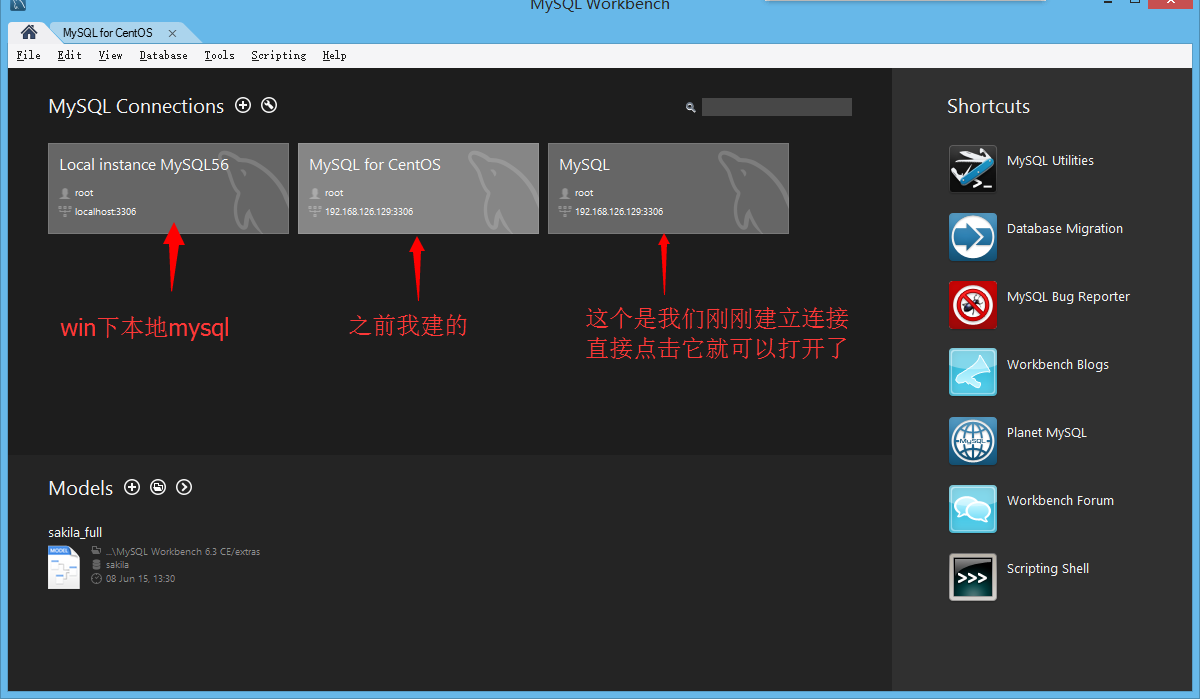 MySQL Workbench
MySQL for CentOS
File Edit View Database Tools Scripting Help
MySQL Connections
Local instance MySQL56
root
localhost:3306
MySQL for CentOS
root
192.168.126.129:3306
MySQL
root
192.168.126.129:3306
win下本地mysql
之前我建的
这个是我们刚刚建立连接
直接点击它就可以打开了
Models
sakila_full
MODEL
...\MySQL Workbench 6.3 CE/extras
sakila
08 Jun 15, 13:30
Shortcuts
MySQL Utilities
Database Migration
MySQL Bug Reporter
Workbench Blogs
MySQL
Planet MySQL
Workbench Forum
>>>
Scripting Shell